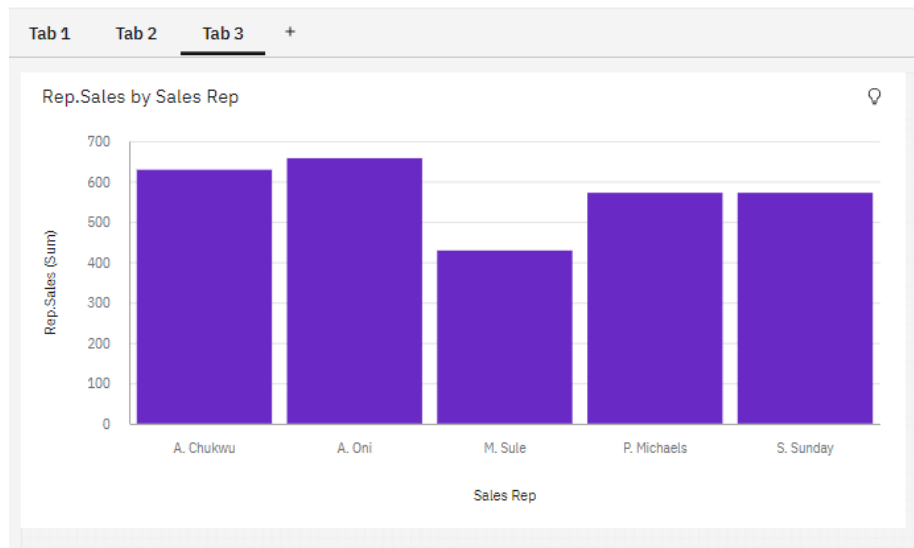 Tab 1 Tab 2 Tab 3 +
Rep.Sales by Sales Rep
Rep.Sales (Sum)
700
600
500
400
300
200
100
0
A. Chukwu A. Oni M. Sule P. Michaels S. Sunday
Sales Rep